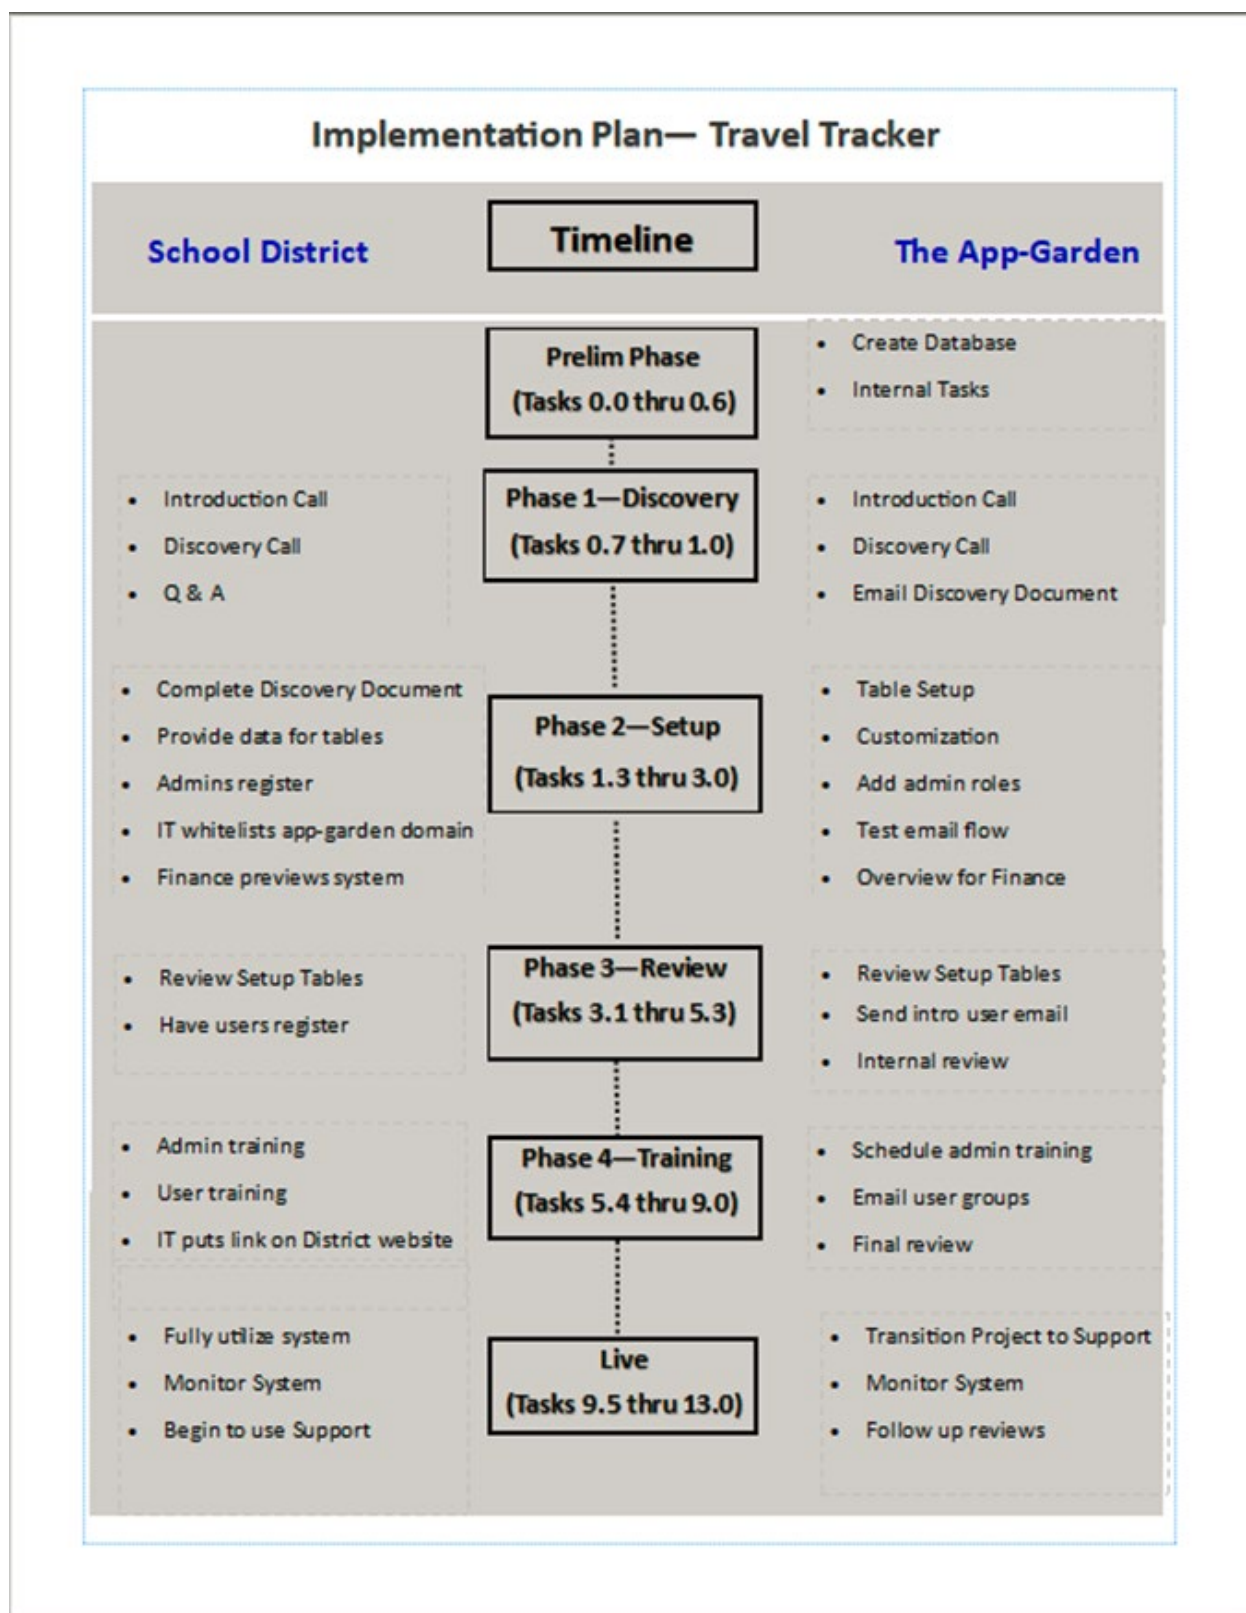 Implementation Plan— Travel Tracker
School District
Timeline
The App-Garden
Prelim Phase
(Tasks 0.0 thru 0.6)
• Create Database
• Internal Tasks
• Introduction Call
• Discovery Call
• Q & A
Phase 1—Discovery
(Tasks 0.7 thru 1.0)
• Introduction Call
• Discovery Call
• Email Discovery Document
• Complete Discovery Document
• Provide data for tables
• Admins register
• IT whitelists app-garden domain
• Finance previews system
Phase 2—Setup
(Tasks 1.3 thru 3.0)
• Table Setup
• Customization
• Add admin roles
• Test email flow
• Overview for Finance
• Review Setup Tables
• Have users register
Phase 3—Review
(Tasks 3.1 thru 5.3)
• Review Setup Tables
• Send intro user email
• Internal review
• Admin training
• User training
• IT puts link on District website
Phase 4—Training
(Tasks 5.4 thru 9.0)
• Schedule admin training
• Email user groups
• Final review
• Fully utilize system
• Monitor System
• Begin to use Support
Live
(Tasks 9.5 thru 13.0)
• Transition Project to Support
• Monitor System
• Follow up reviews